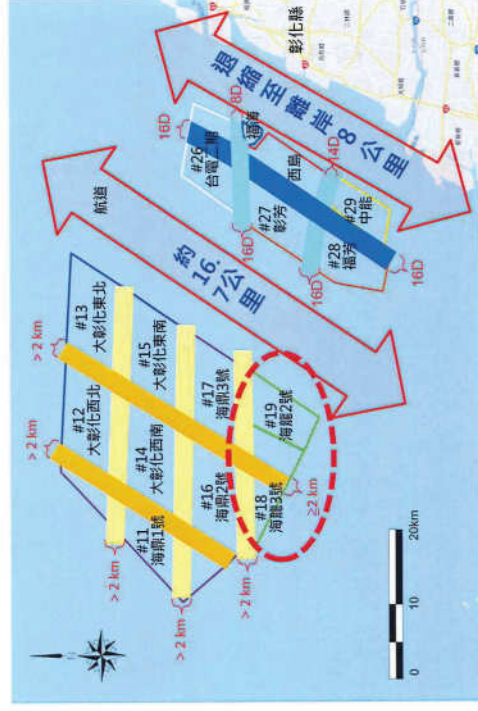 > 2 km
> 2 km
#13
大彰化東北
#12
大彰化西北
#15
大彰化東南
#14
大彰化西南
#11
海鼎1號
#17
海鼎3號
#16
海鼎2號
#19
海龍2號
#18
海龍3號
> 2 km
> 2 km
> 2 km
≧2 km
航道
約
16.
7公里
16D
#26
台電二期
8D
福海
#27
彰芳
西島
16D
14D
#29
中能
#28
福芳
16D
16D
退縮至離岸8公里
彰化縣
0
10
20km